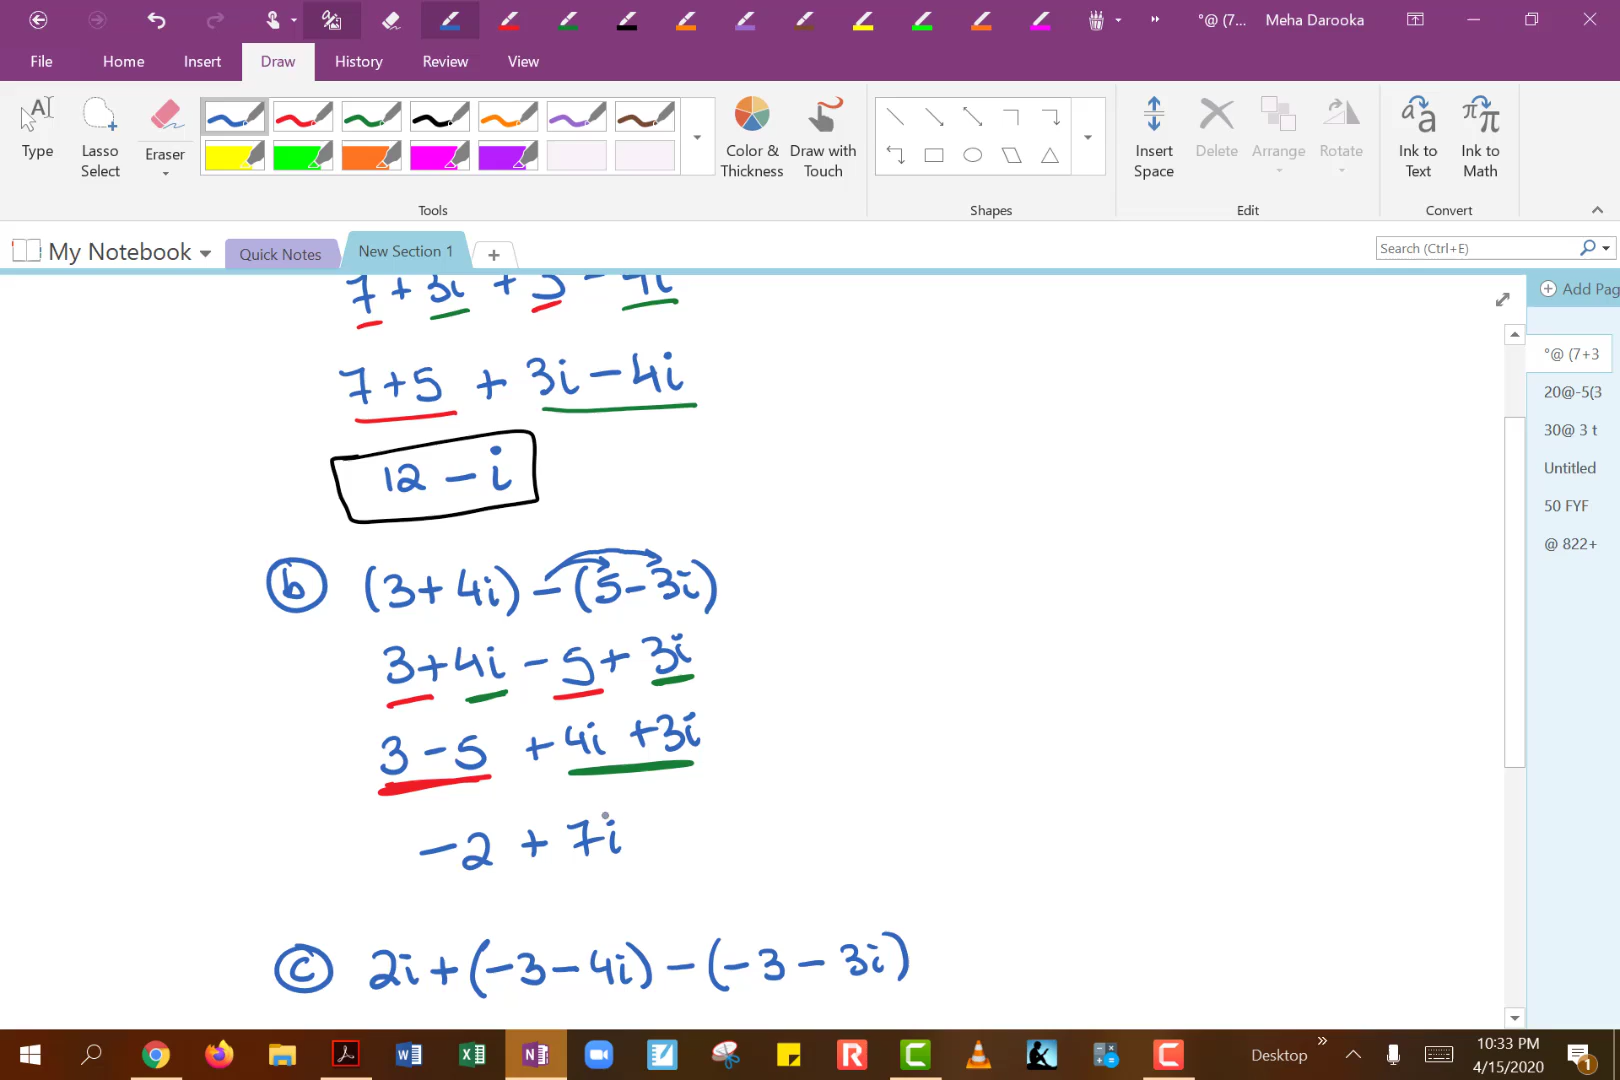 °@ (7... Meha Darooka
File Home Insert Draw History Review View
Type Lasso Select Eraser Color & Thickness Draw with Touch Insert Space Delete Arrange Rotate Ink to Text Ink to Math
Tools Shapes Edit Convert
My Notebook Quick Notes New Section 1 + Search (Ctrl+E)
Add Pag
°@ (7+3
20@-5(3
30@ 3 t
Untitled
50 FYF
@ 822+
7 + 3i + 5 - 4i
7+5 + 3i - 4i
12 - i
b (3+4i) - (5-3i)
3+4i - 5+3i
3-5 +4i +3i
-2 + 7i
c 2i+(-3-4i) - (-3-3i)
Desktop 10:33 PM
4/15/2020
1